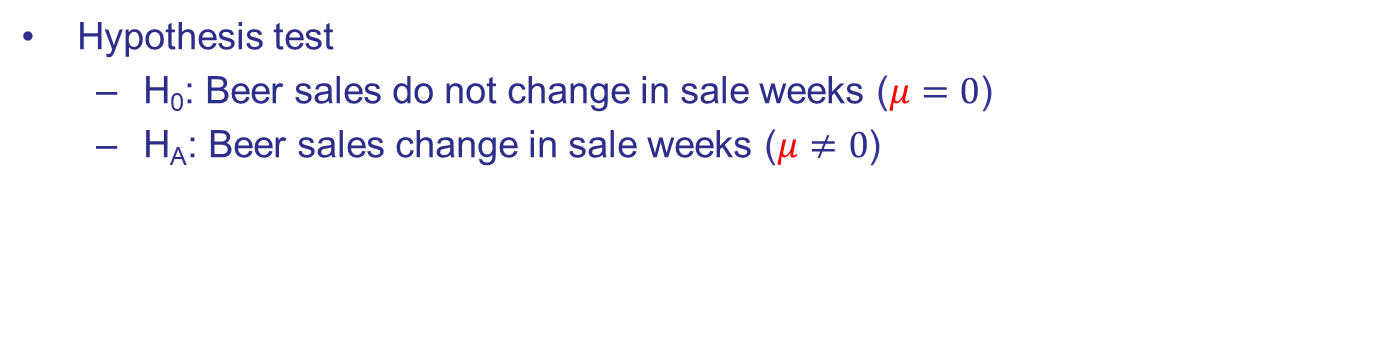 • Hypothesis test
– H₀: Beer sales do not change in sale weeks (𝜇 = 0)
– H_A: Beer sales change in sale weeks (𝜇 ≠ 0)